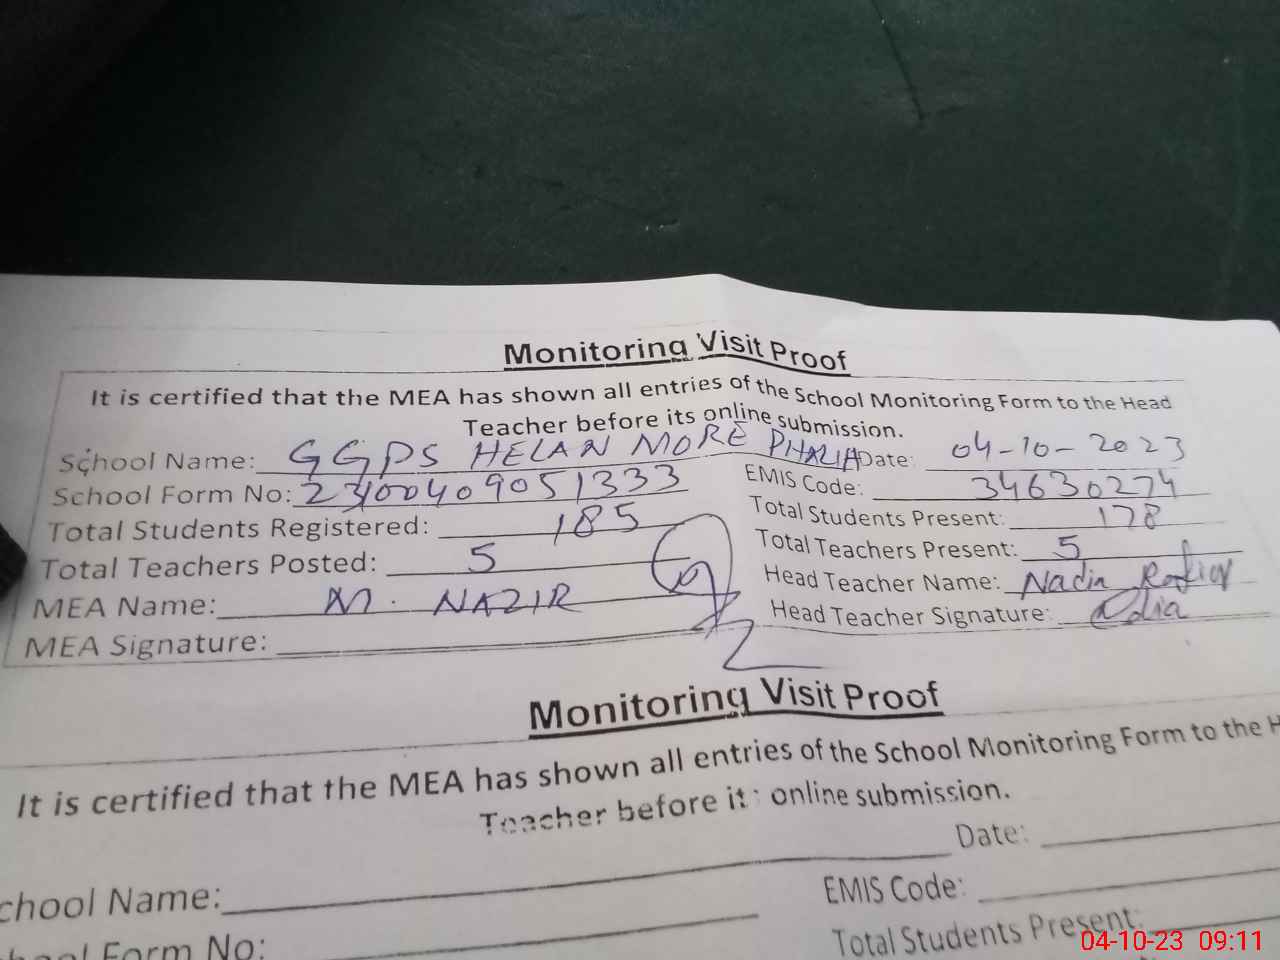 Monitoring Visit Proof
It is certified that the MEA has shown all entries of the School Monitoring Form to the Head
Teacher before its online submission.
School Name: GGPS HELAN MORE PHALIA Date: 04-10-2023
School Form No: 23100409051333 EMIS Code: 34630274
Total Students Registered: 185 Total Students Present: 178
Total Teachers Posted: 5 Total Teachers Present: 5
MEA Name: M. NAZIR Head Teacher Name: Nadia
MEA Signature: Head Teacher Signature: Nadia
Monitoring Visit Proof
It is certified that the MEA has shown all entries of the School Monitoring Form to the H
Teacher before its online submission.
Date:
chool Name: EMIS Code:
hool Form No: Total Students Present:
04-10-23 09:11